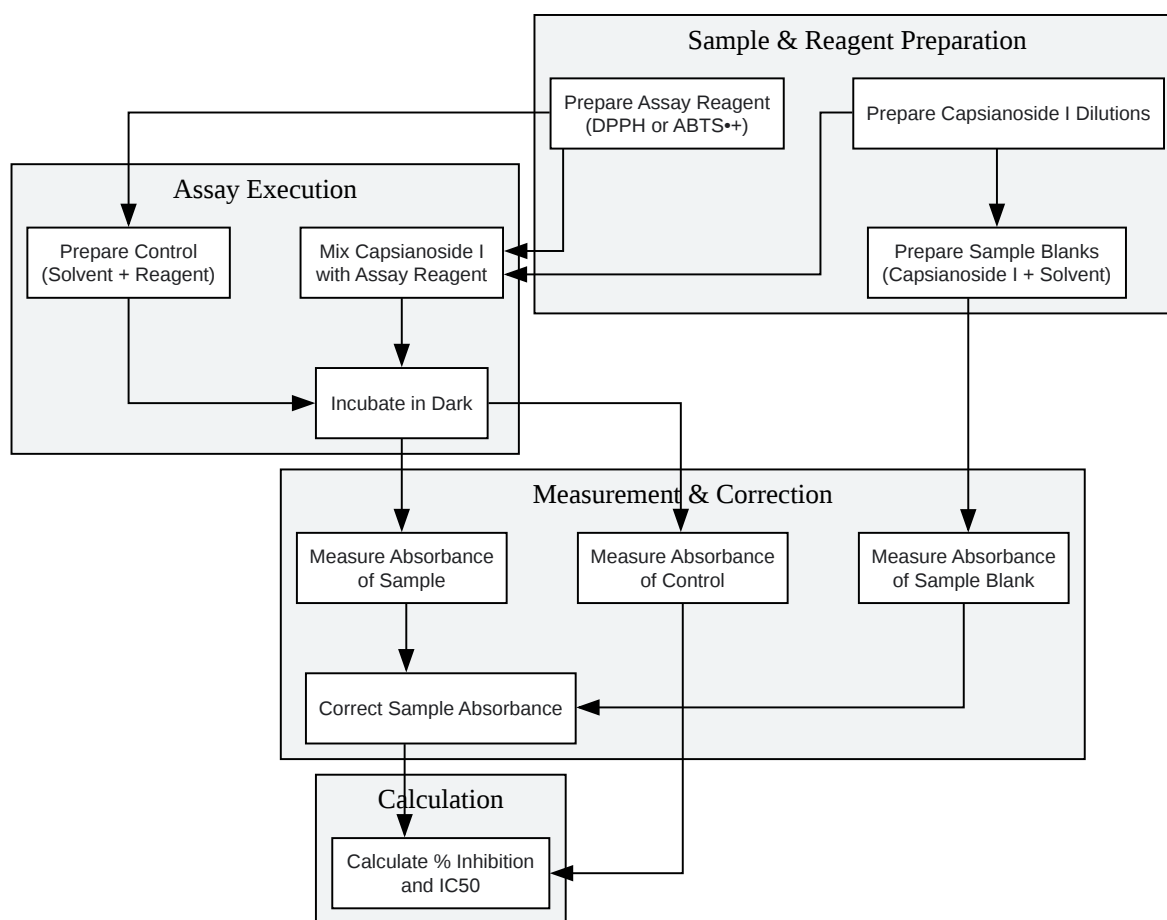 Sample & Reagent Preparation
Prepare Assay Reagent
(DPPH or ABTS•+)
Prepare Capsianoside I Dilutions
Assay Execution
Prepare Control
(Solvent + Reagent)
Mix Capsianoside I
with Assay Reagent
Prepare Sample Blanks
(Capsianoside I + Solvent)
Incubate in Dark
Measurement & Correction
Measure Absorbance
of Sample
Measure Absorbance
of Control
Measure Absorbance
of Sample Blank
Correct Sample Absorbance
Calculation
Calculate % Inhibition
and IC50